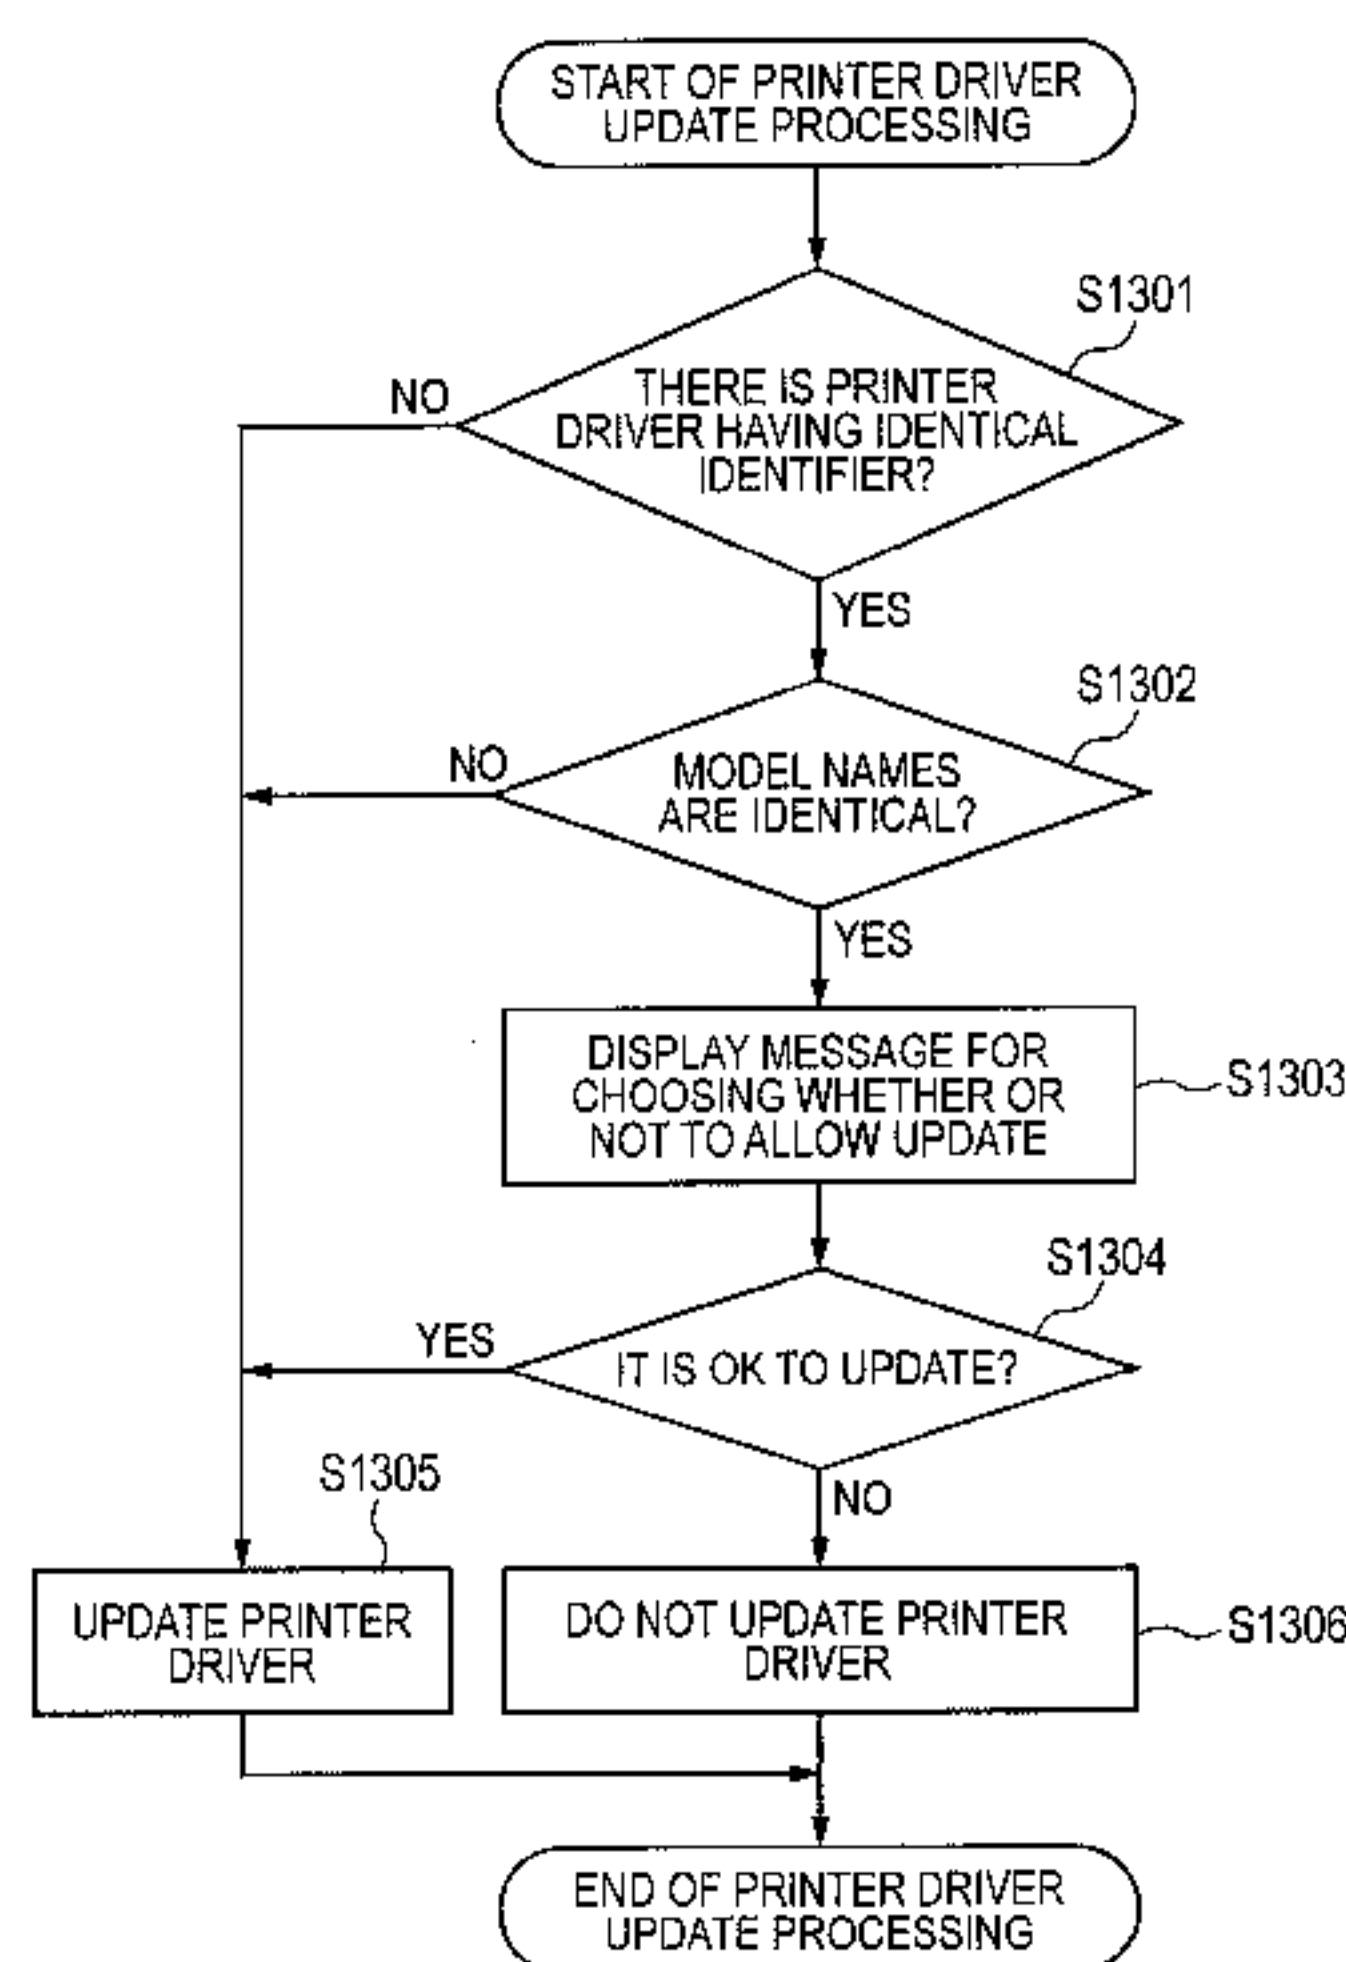 START OF PRINTER DRIVER
UPDATE PROCESSING
S1301
NO
THERE IS PRINTER
DRIVER HAVING IDENTICAL
IDENTIFIER?
YES
S1302
NO
MODEL NAMES
ARE IDENTICAL?
YES
DISPLAY MESSAGE FOR
CHOOSING WHETHER OR
NOT TO ALLOW UPDATE
S1303
S1304
YES
IT IS OK TO UPDATE?
NO
S1305
UPDATE PRINTER
DRIVER
DO NOT UPDATE PRINTER
DRIVER
S1306
END OF PRINTER DRIVER
UPDATE PROCESSING